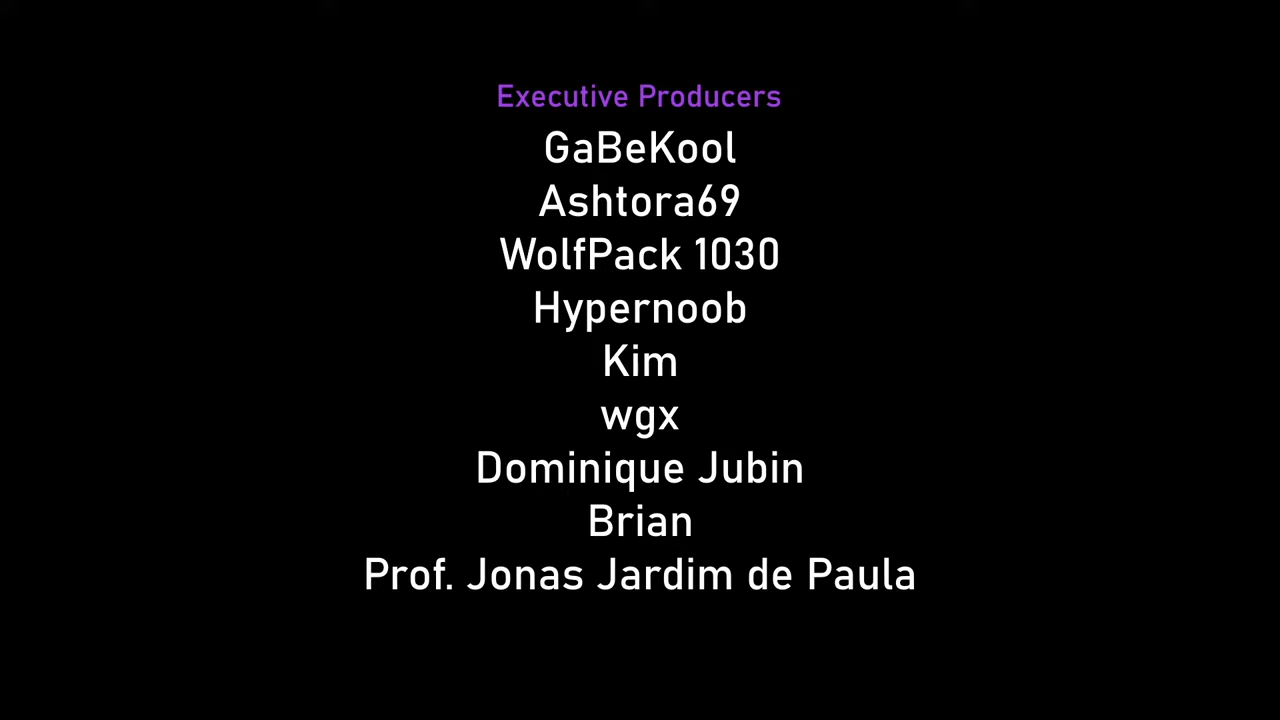 Executive Producers
GaBeKool
Ashtora69
WolfPack 1030
Hypernoob
Kim
wgx
Dominique Jubin
Brian
Prof. Jonas Jardim de Paula